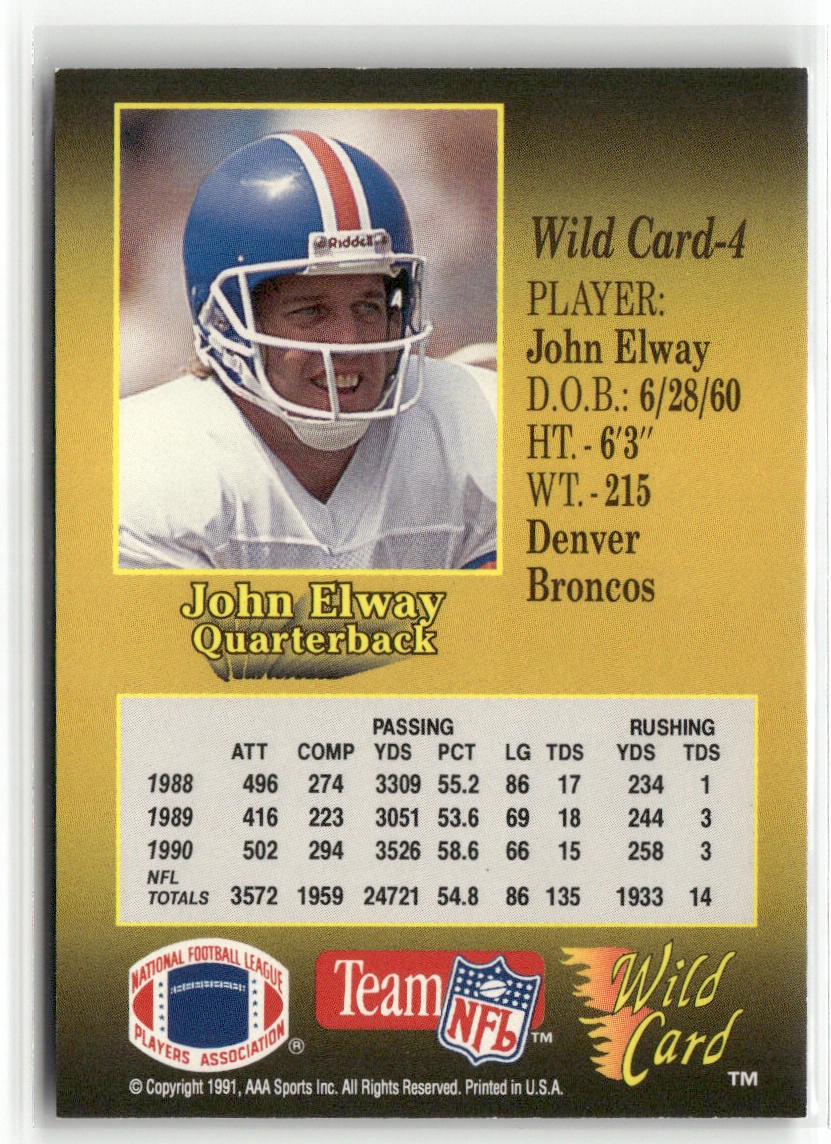 Riddell
Wild Card-4
PLAYER:
John Elway
D.O.B.: 6/28/60
HT. - 6'3"
WT. - 215
Denver
Broncos
John Elway
Quarterback
PASSING RUSHING
ATT COMP YDS PCT LG TDS YDS TDS
1988 496 274 3309 55.2 86 17 234 1
1989 416 223 3051 53.6 69 18 244 3
1990 502 294 3526 58.6 66 15 258 3
NFL
TOTALS 3572 1959 24721 54.8 86 135 1933 14
NATIONAL FOOTBALL LEAGUE
PLAYERS ASSOCIATION ®
Team NFL ™
Wild
Card ™
© Copyright 1991, AAA Sports Inc. All Rights Reserved. Printed in U.S.A.